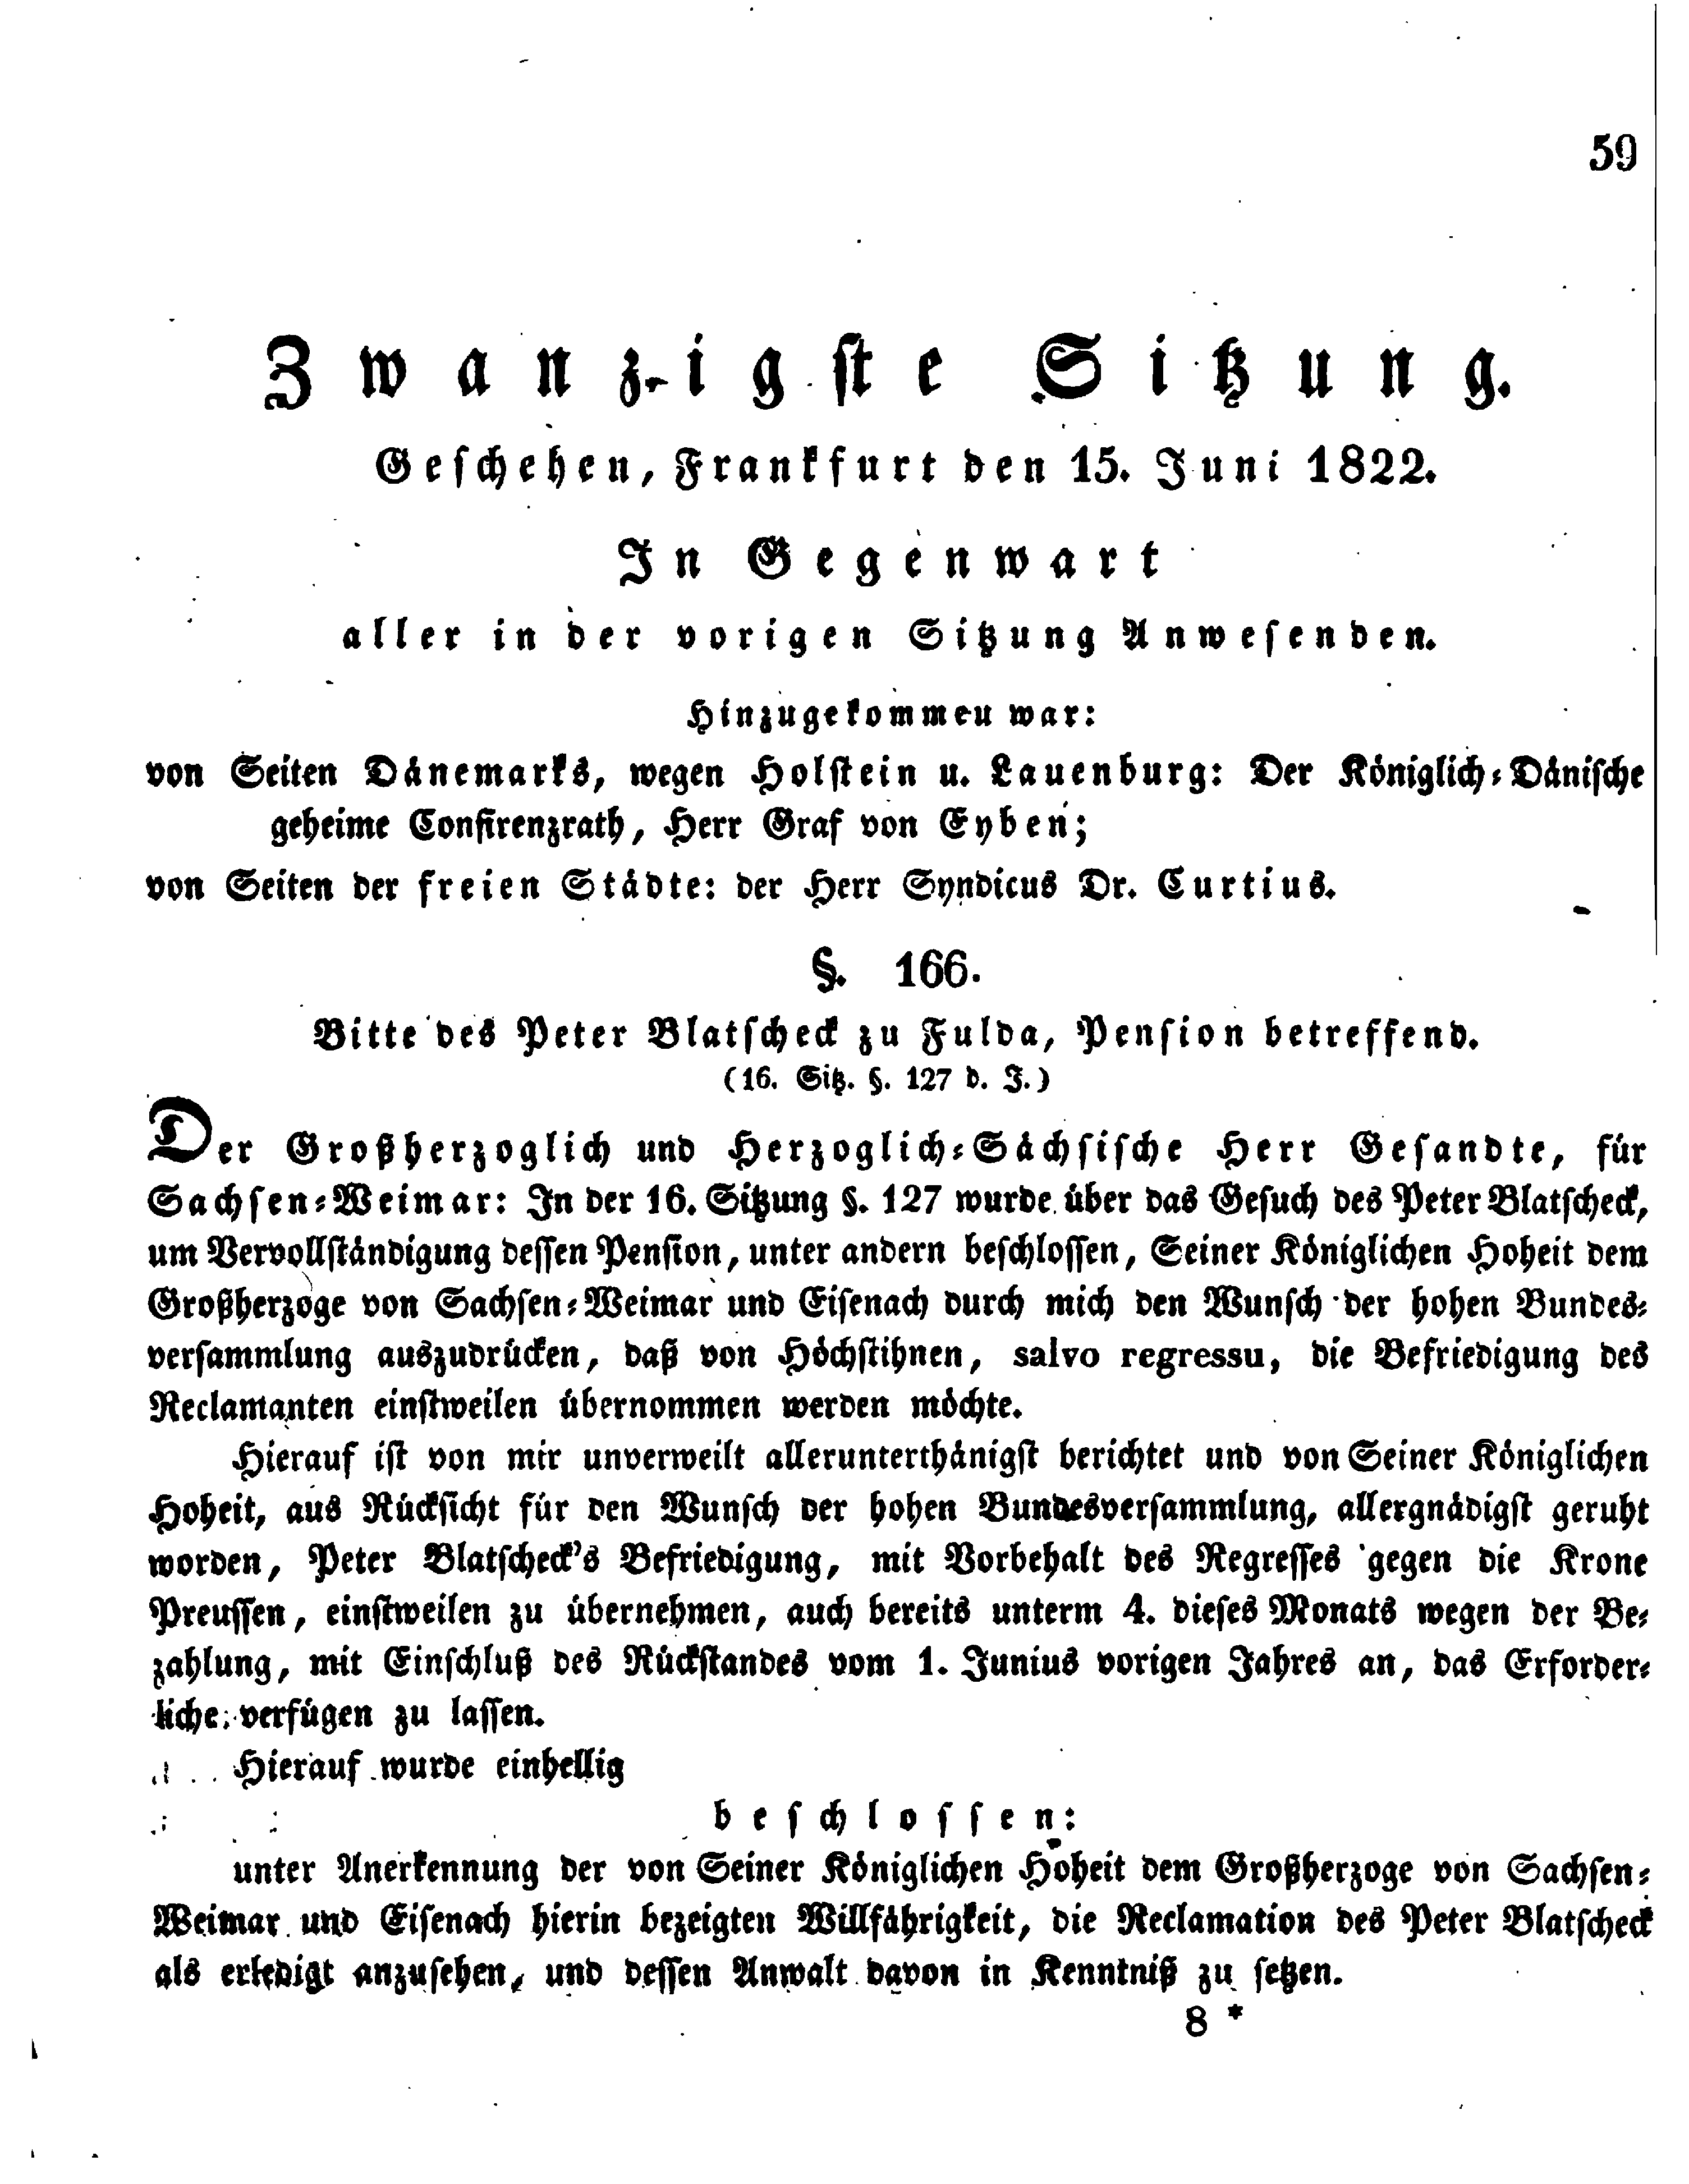 59
Zwanzigste Sitzung.
Geschehen, Frankfurt den 15. Juni 1822.
In Gegenwart
aller in der vorigen Sitzung Anwesenden.
Hinzugekommen war:
von Seiten Dänemarks, wegen Holstein u. Lauenburg: Der Königlich-Dänische
geheime Confirenzrath, Herr Graf von Eyben;
von Seiten der freien Städte: der Herr Syndicus Dr. Curtius.
§. 166.
Bitte des Peter Blatscheck zu Fulda, Pension betreffend.
(16. Sitz. §. 127 d. J.)
Der Großherzoglich und Herzoglich-Sächsische Herr Gesandte, für
Sachsen-Weimar: In der 16. Sitzung §. 127 wurde über das Gesuch des Peter Blatscheck,
um Vervollständigung dessen Pension, unter andern beschlossen, Seiner Königlichen Hoheit dem
Großherzoge von Sachsen-Weimar und Eisenach durch mich den Wunsch der hohen Bundes-
versammlung auszudrücken, daß von Höchstihnen, salvo regressu, die Befriedigung des
Reclamanten einstweilen übernommen werden möchte.
Hierauf ist von mir unverweilt allerunterthänigst berichtet und von Seiner Königlichen
Hoheit, aus Rücksicht für den Wunsch der hohen Bundesversammlung, allergnädigst geruht
worden, Peter Blatscheck's Befriedigung, mit Vorbehalt des Regresses gegen die Krone
Preussen, einstweilen zu übernehmen, auch bereits unterm 4. dieses Monats wegen der Be-
zahlung, mit Einschluß des Rückstandes vom 1. Junius vorigen Jahres an, das Erforder-
liche verfügen zu lassen.
Hierauf wurde einhellig
beschlossen:
unter Anerkennung der von Seiner Königlichen Hoheit dem Großherzoge von Sachsen-
Weimar und Eisenach hierin bezeigten Willfährigkeit, die Reclamation des Peter Blatscheck
als erledigt anzusehen, und dessen Anwalt davon in Kenntniß zu setzen.
8 *